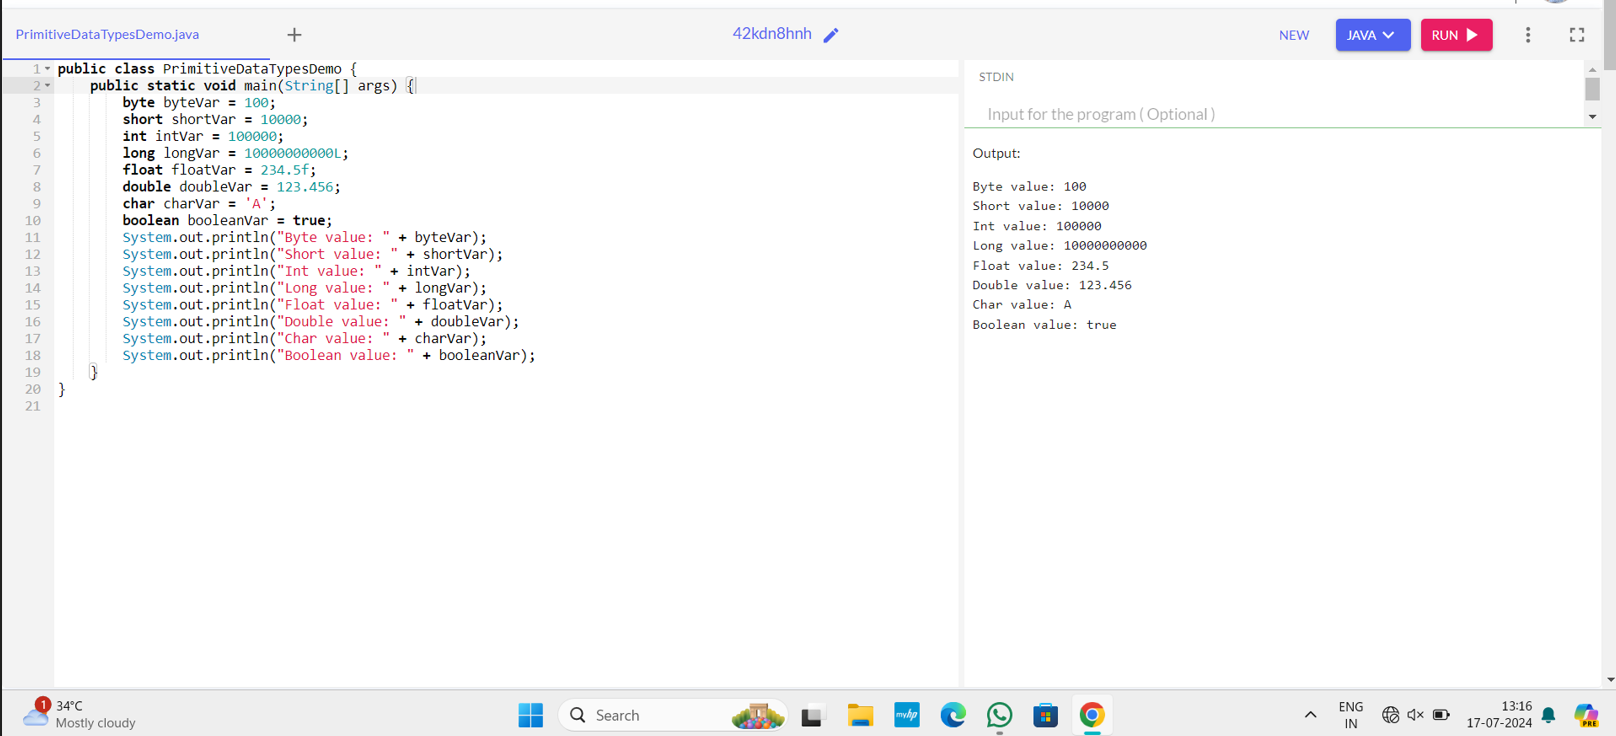 PrimitiveDataTypesDemo.java
+
42kdn8hnh
NEW
JAVA
RUN
1 public class PrimitiveDataTypesDemo {
2     public static void main(String[] args) {
3         byte byteVar = 100;
4         short shortVar = 10000;
5         int intVar = 100000;
6         long longVar = 10000000000L;
7         float floatVar = 234.5f;
8         double doubleVar = 123.456;
9         char charVar = 'A';
10         boolean booleanVar = true;
11         System.out.println("Byte value: " + byteVar);
12         System.out.println("Short value: " + shortVar);
13         System.out.println("Int value: " + intVar);
14         System.out.println("Long value: " + longVar);
15         System.out.println("Float value: " + floatVar);
16         System.out.println("Double value: " + doubleVar);
17         System.out.println("Char value: " + charVar);
18         System.out.println("Boolean value: " + booleanVar);
19     }
20 }
21
STDIN
Input for the program ( Optional )
Output:
Byte value: 100
Short value: 10000
Int value: 100000
Long value: 10000000000
Float value: 234.5
Double value: 123.456
Char value: A
Boolean value: true
1
34°C
Mostly cloudy
Search
myhp
ENG
IN
13:16
17-07-2024
PRE